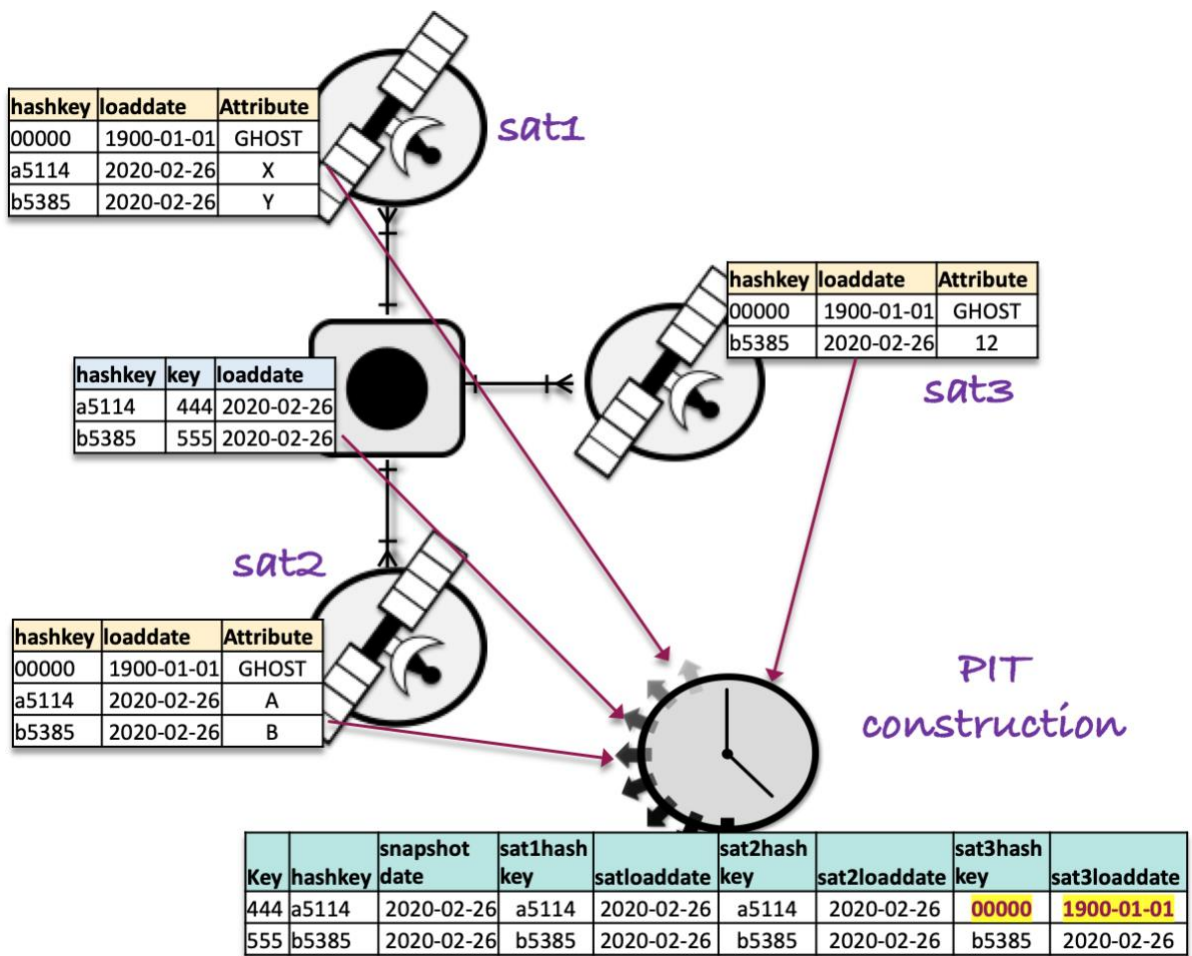 hashkey loaddate Attribute
00000 1900-01-01 GHOST
a5114 2020-02-26 X
b5385 2020-02-26 Y
sat1
hashkey loaddate Attribute
00000 1900-01-01 GHOST
b5385 2020-02-26 12
sat3
hashkey key loaddate
a5114 444 2020-02-26
b5385 555 2020-02-26
sat2
hashkey loaddate Attribute
00000 1900-01-01 GHOST
a5114 2020-02-26 A
b5385 2020-02-26 B
PIT
construction
Key hashkey snapshot date sat1hash key satloaddate sat2hash key sat2loaddate sat3hash key sat3loaddate
444 a5114 2020-02-26 a5114 2020-02-26 a5114 2020-02-26 00000 1900-01-01
555 b5385 2020-02-26 b5385 2020-02-26 b5385 2020-02-26 b5385 2020-02-26